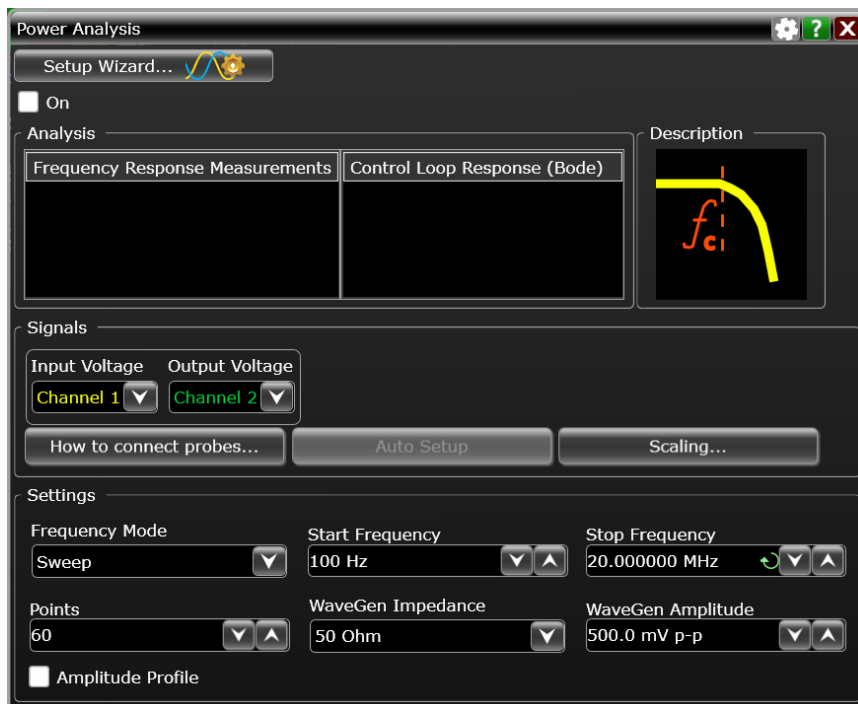 Power Analysis
?
X
Setup Wizard...
On
Analysis
Description
Frequency Response Measurements
Control Loop Response (Bode)
fc
Signals
Input Voltage
Output Voltage
Channel 1
Channel 2
How to connect probes...
Auto Setup
Scaling...
Settings
Frequency Mode
Start Frequency
Stop Frequency
Sweep
100 Hz
20.000000 MHz
Points
WaveGen Impedance
WaveGen Amplitude
60
50 Ohm
500.0 mV p-p
Amplitude Profile